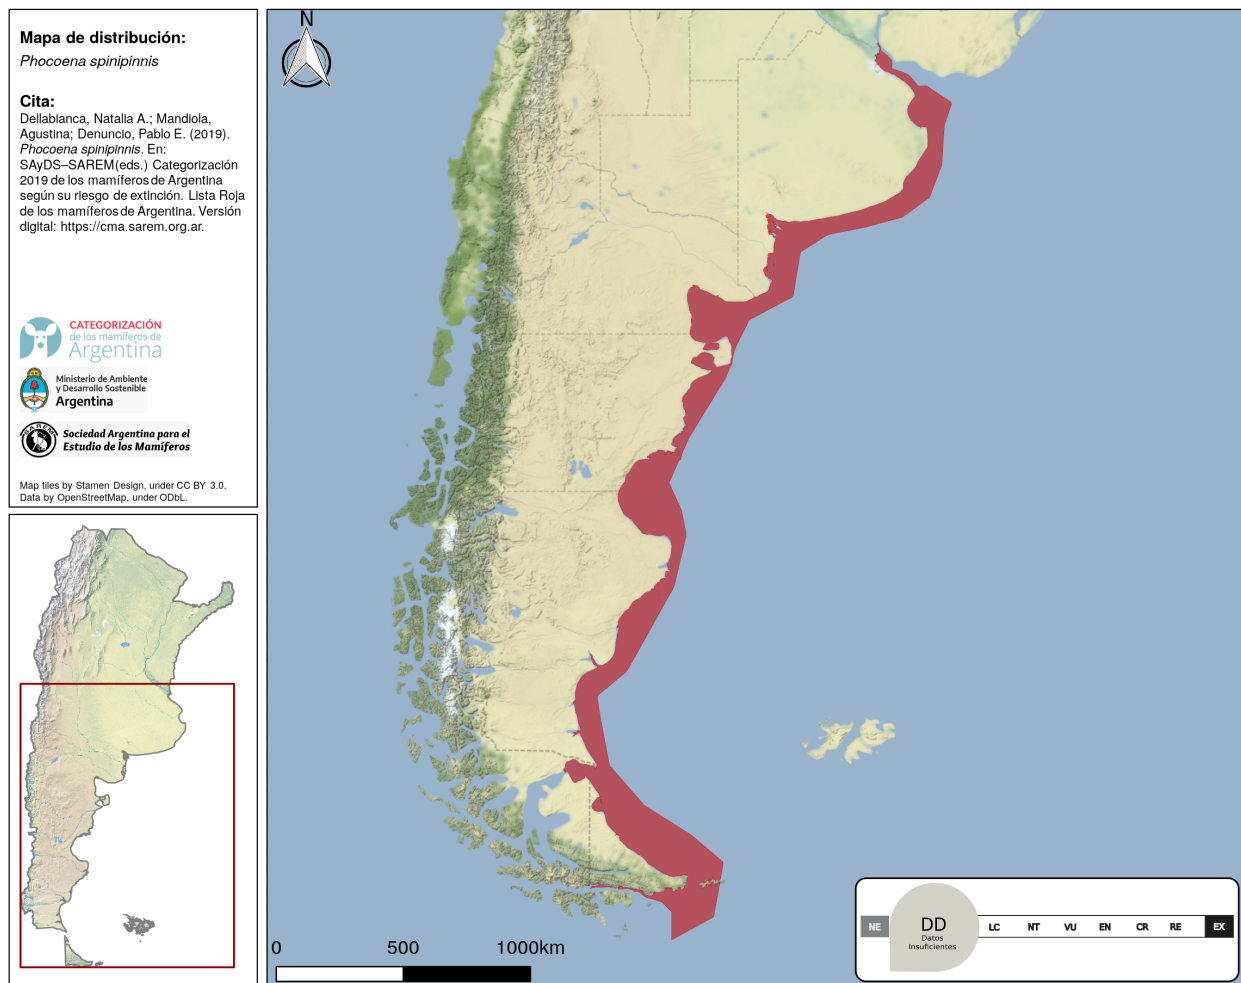 Mapa de distribución:
Phocoena spinipinnis
Cita:
Dellabianca, Natalia A.; Mandiola,
Agustina; Denuncio, Pablo E. (2019).
Phocoena spinipinnis. En:
SAyDS–SAREM(eds.) Categorización
2019 de los mamíferos de Argentina
según su riesgo de extinción. Lista Roja
de los mamíferos de Argentina. Versión
digital: https://cma.sarem.org.ar.
CATEGORIZACIÓN
de los mamíferos de
Argentina
Ministerio de Ambiente
y Desarrollo Sostenible
Argentina
SAREM
Sociedad Argentina para el
Estudio de los Mamíferos
Map tiles by Stamen Design, under CC BY 3.0.
Data by OpenStreetMap, under ODbL.
N
0 500 1000km
NE DD LC NT VU EN CR RE EX
Datos
Insuficientes